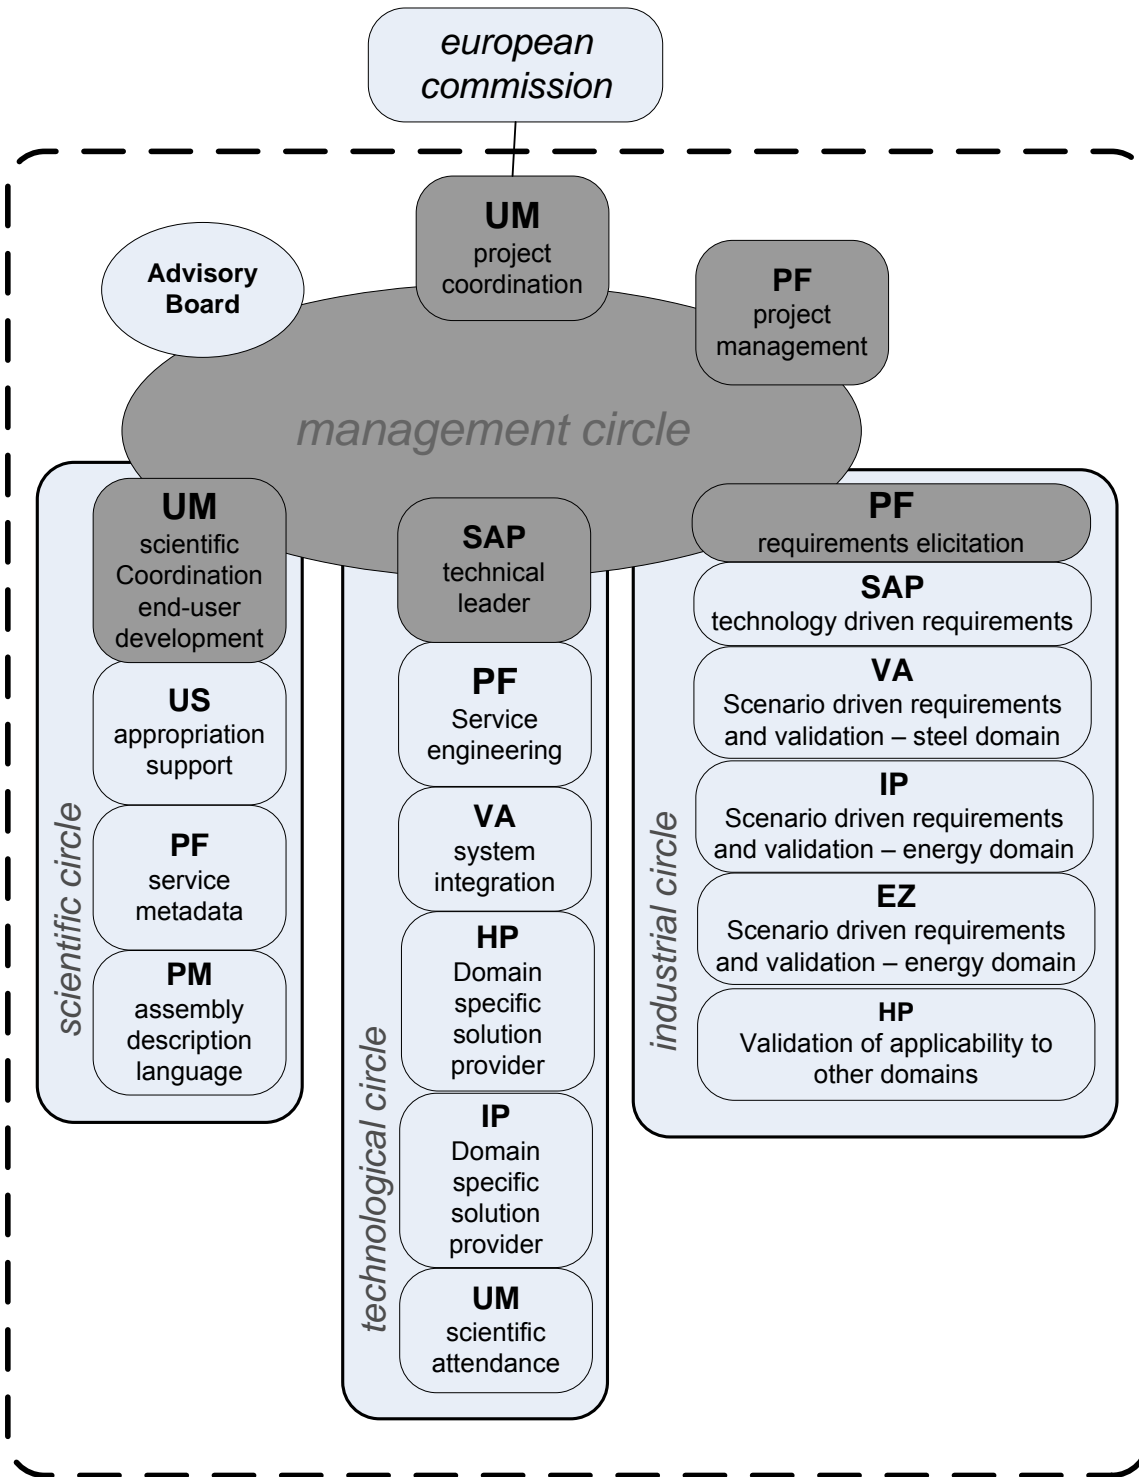 european
commission
UM
project
coordination
Advisory
Board
PF
project
management
management circle
UM
scientific
Coordination
end-user
development
US
appropriation
support
PF
service
metadata
PM
assembly
description
language
scientific circle
SAP
technical
leader
PF
Service
engineering
VA
system
integration
HP
Domain
specific
solution
provider
IP
Domain
specific
solution
provider
UM
scientific
attendance
technological circle
PF
requirements elicitation
SAP
technology driven requirements
VA
Scenario driven requirements
and validation – steel domain
IP
Scenario driven requirements
and validation – energy domain
EZ
Scenario driven requirements
and validation – energy domain
HP
Validation of applicability to
other domains
industrial circle